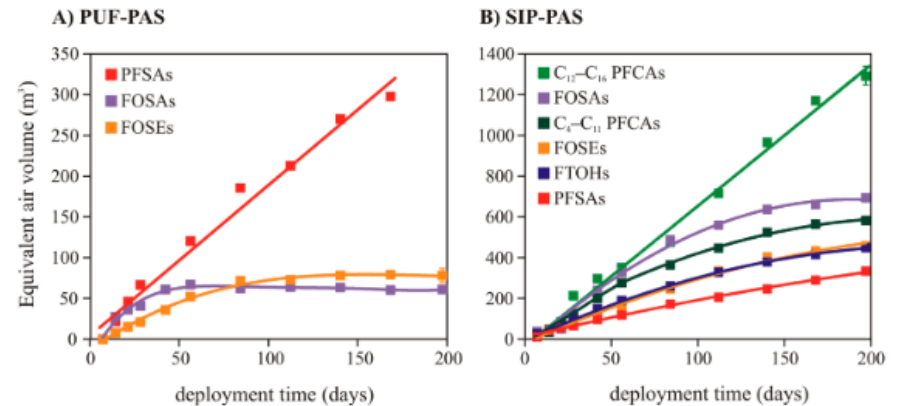 A) PUF-PAS
B) SIP-PAS
Equivalent air volume (m³)
350
300
250
200
150
100
50
0
PFSAs
FOSAs
FOSEs
0
50
100
150
200
deployment time (days)
1400
1200
1000
800
600
400
200
0
C₁₂–C₁₆ PFCAs
FOSAs
C₄–C₁₁ PFCAs
FOSEs
FTOHs
PFSAs
0
50
100
150
200
deployment time (days)